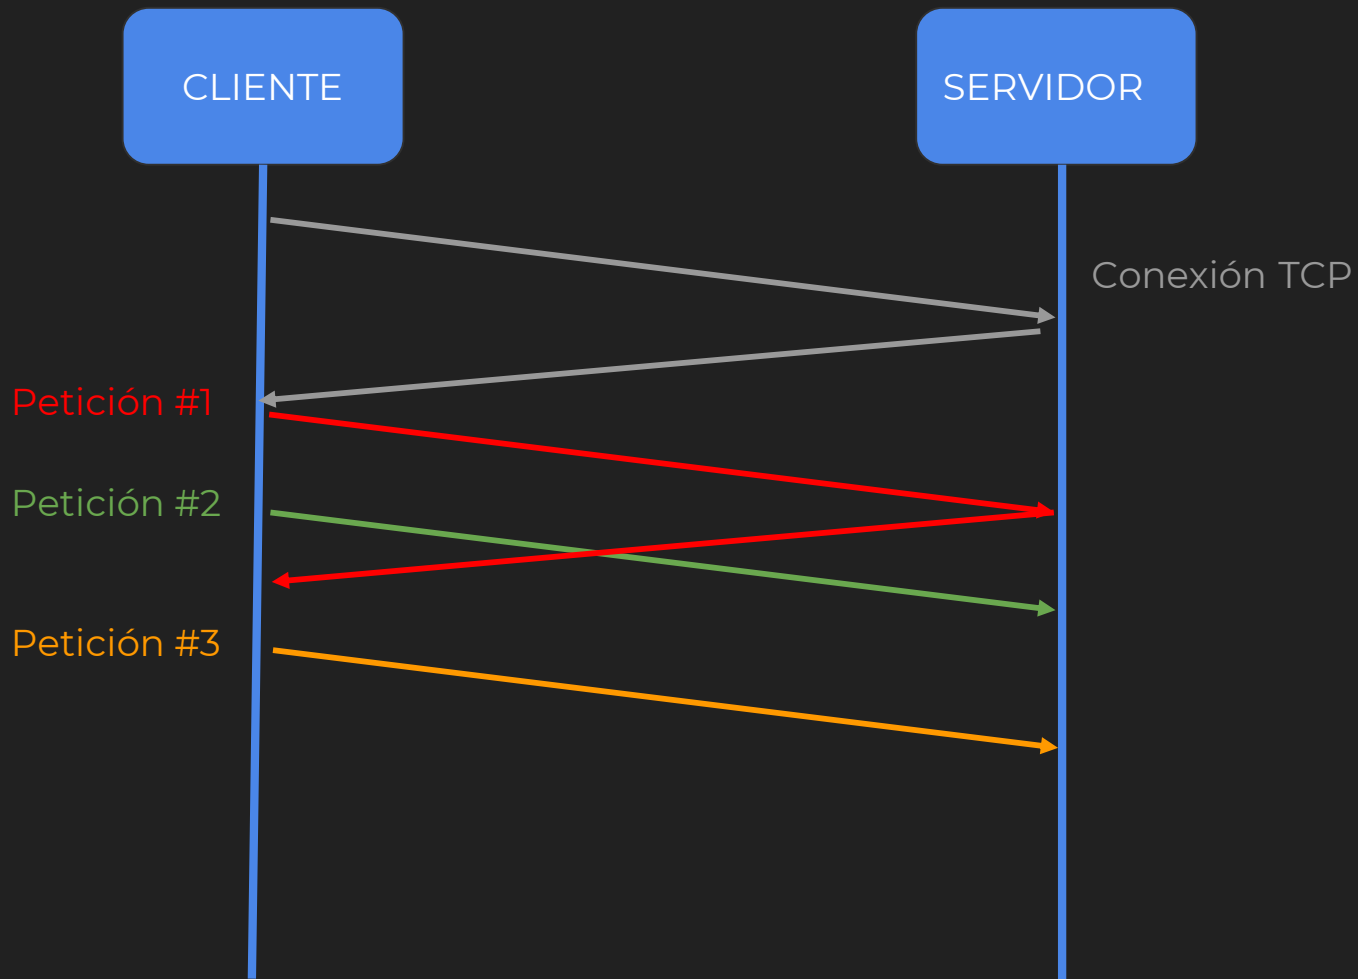 CLIENTE
SERVIDOR
Conexión TCP
Petición #1
Petición #2
Petición #3